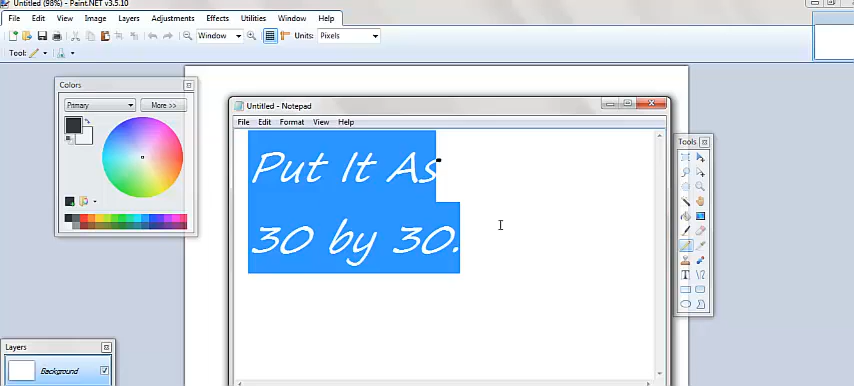 Untitled (98%) - Paint.NET v3.5.10
File Edit View Image Layers Adjustments Effects Utilities Window Help
Window Units: Pixels
Tool:
Colors
Primary More >>
Untitled - Notepad
File Edit Format View Help
Put It As
30 by 30.
Tools
Layers
Background